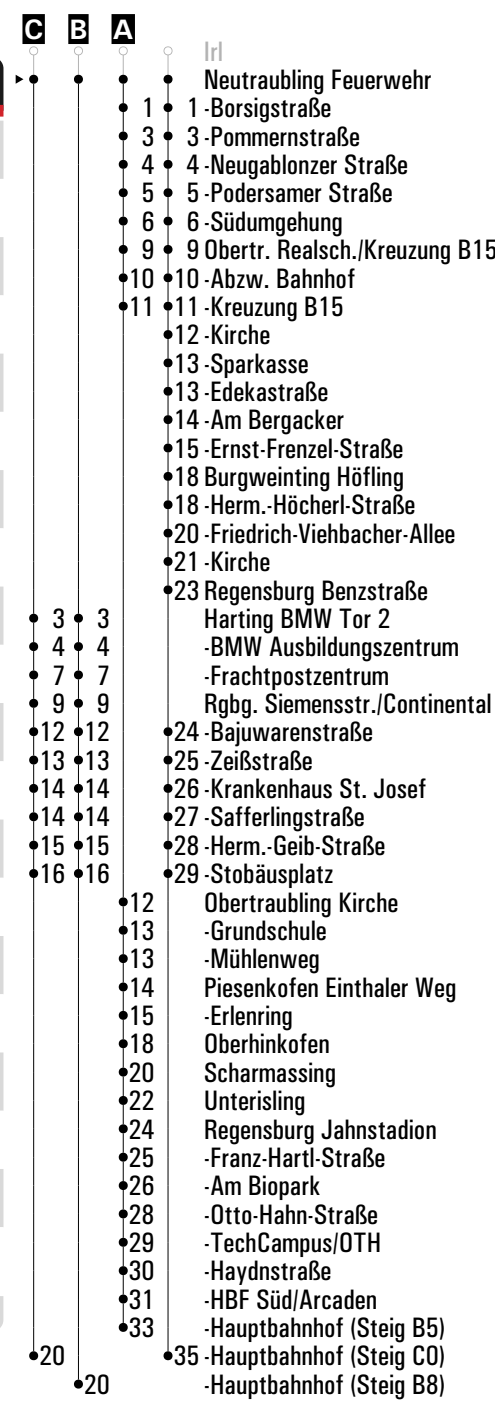 C B A
Irl
Neutraubling Feuerwehr
1 1 -Borsigstraße
3 3 -Pommernstraße
4 4 -Neugablonzer Straße
5 5 -Podersamer Straße
6 6 -Südumgehung
9 9 Obertr. Realsch./Kreuzung B15
10 10 -Abzw. Bahnhof
11 11 -Kreuzung B15
12 -Kirche
13 -Sparkasse
13 -Edekastraße
14 -Am Bergacker
15 -Ernst-Frenzel-Straße
18 Burgweinting Höfling
18 -Herm.-Höcherl-Straße
20 -Friedrich-Viehbacher-Allee
21 -Kirche
23 Regensburg Benzstraße
3 3 Harting BMW Tor 2
4 4 -BMW Ausbildungszentrum
7 7 -Frachtpostzentrum
9 9 Rgbg. Siemensstr./Continental
12 12 24 -Bajuwarenstraße
13 13 25 -Zeißstraße
14 14 26 -Krankenhaus St. Josef
14 14 27 -Safferlingstraße
15 15 28 -Herm.-Geib-Straße
16 16 29 -Stobäusplatz
12 Obertraubling Kirche
13 -Grundschule
13 -Mühlenweg
14 Piesenkofen Einthaler Weg
15 -Erlenring
18 Oberhinkofen
20 Scharmassing
22 Unterisling
24 Regensburg Jahnstadion
25 -Franz-Hartl-Straße
26 -Am Biopark
28 -Otto-Hahn-Straße
29 -TechCampus/OTH
30 -Haydnstraße
31 -HBF Süd/Arcaden
33 -Hauptbahnhof (Steig B5)
20 35 -Hauptbahnhof (Steig C0)
20 -Hauptbahnhof (Steig B8)